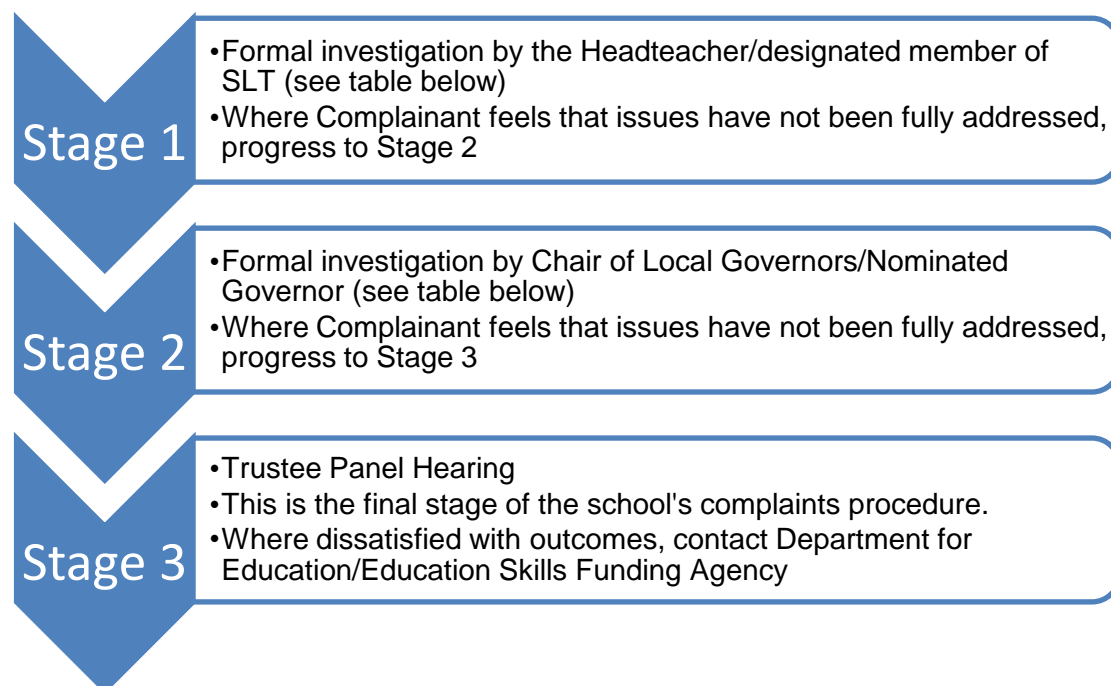 Stage 1
•Formal investigation by the Headteacher/designated member of
SLT (see table below)
•Where Complainant feels that issues have not been fully addressed,
progress to Stage 2
Stage 2
•Formal investigation by Chair of Local Governors/Nominated
Governor (see table below)
•Where Complainant feels that issues have not been fully addressed,
progress to Stage 3
Stage 3
•Trustee Panel Hearing
•This is the final stage of the school's complaints procedure.
•Where dissatisfied with outcomes, contact Department for
Education/Education Skills Funding Agency